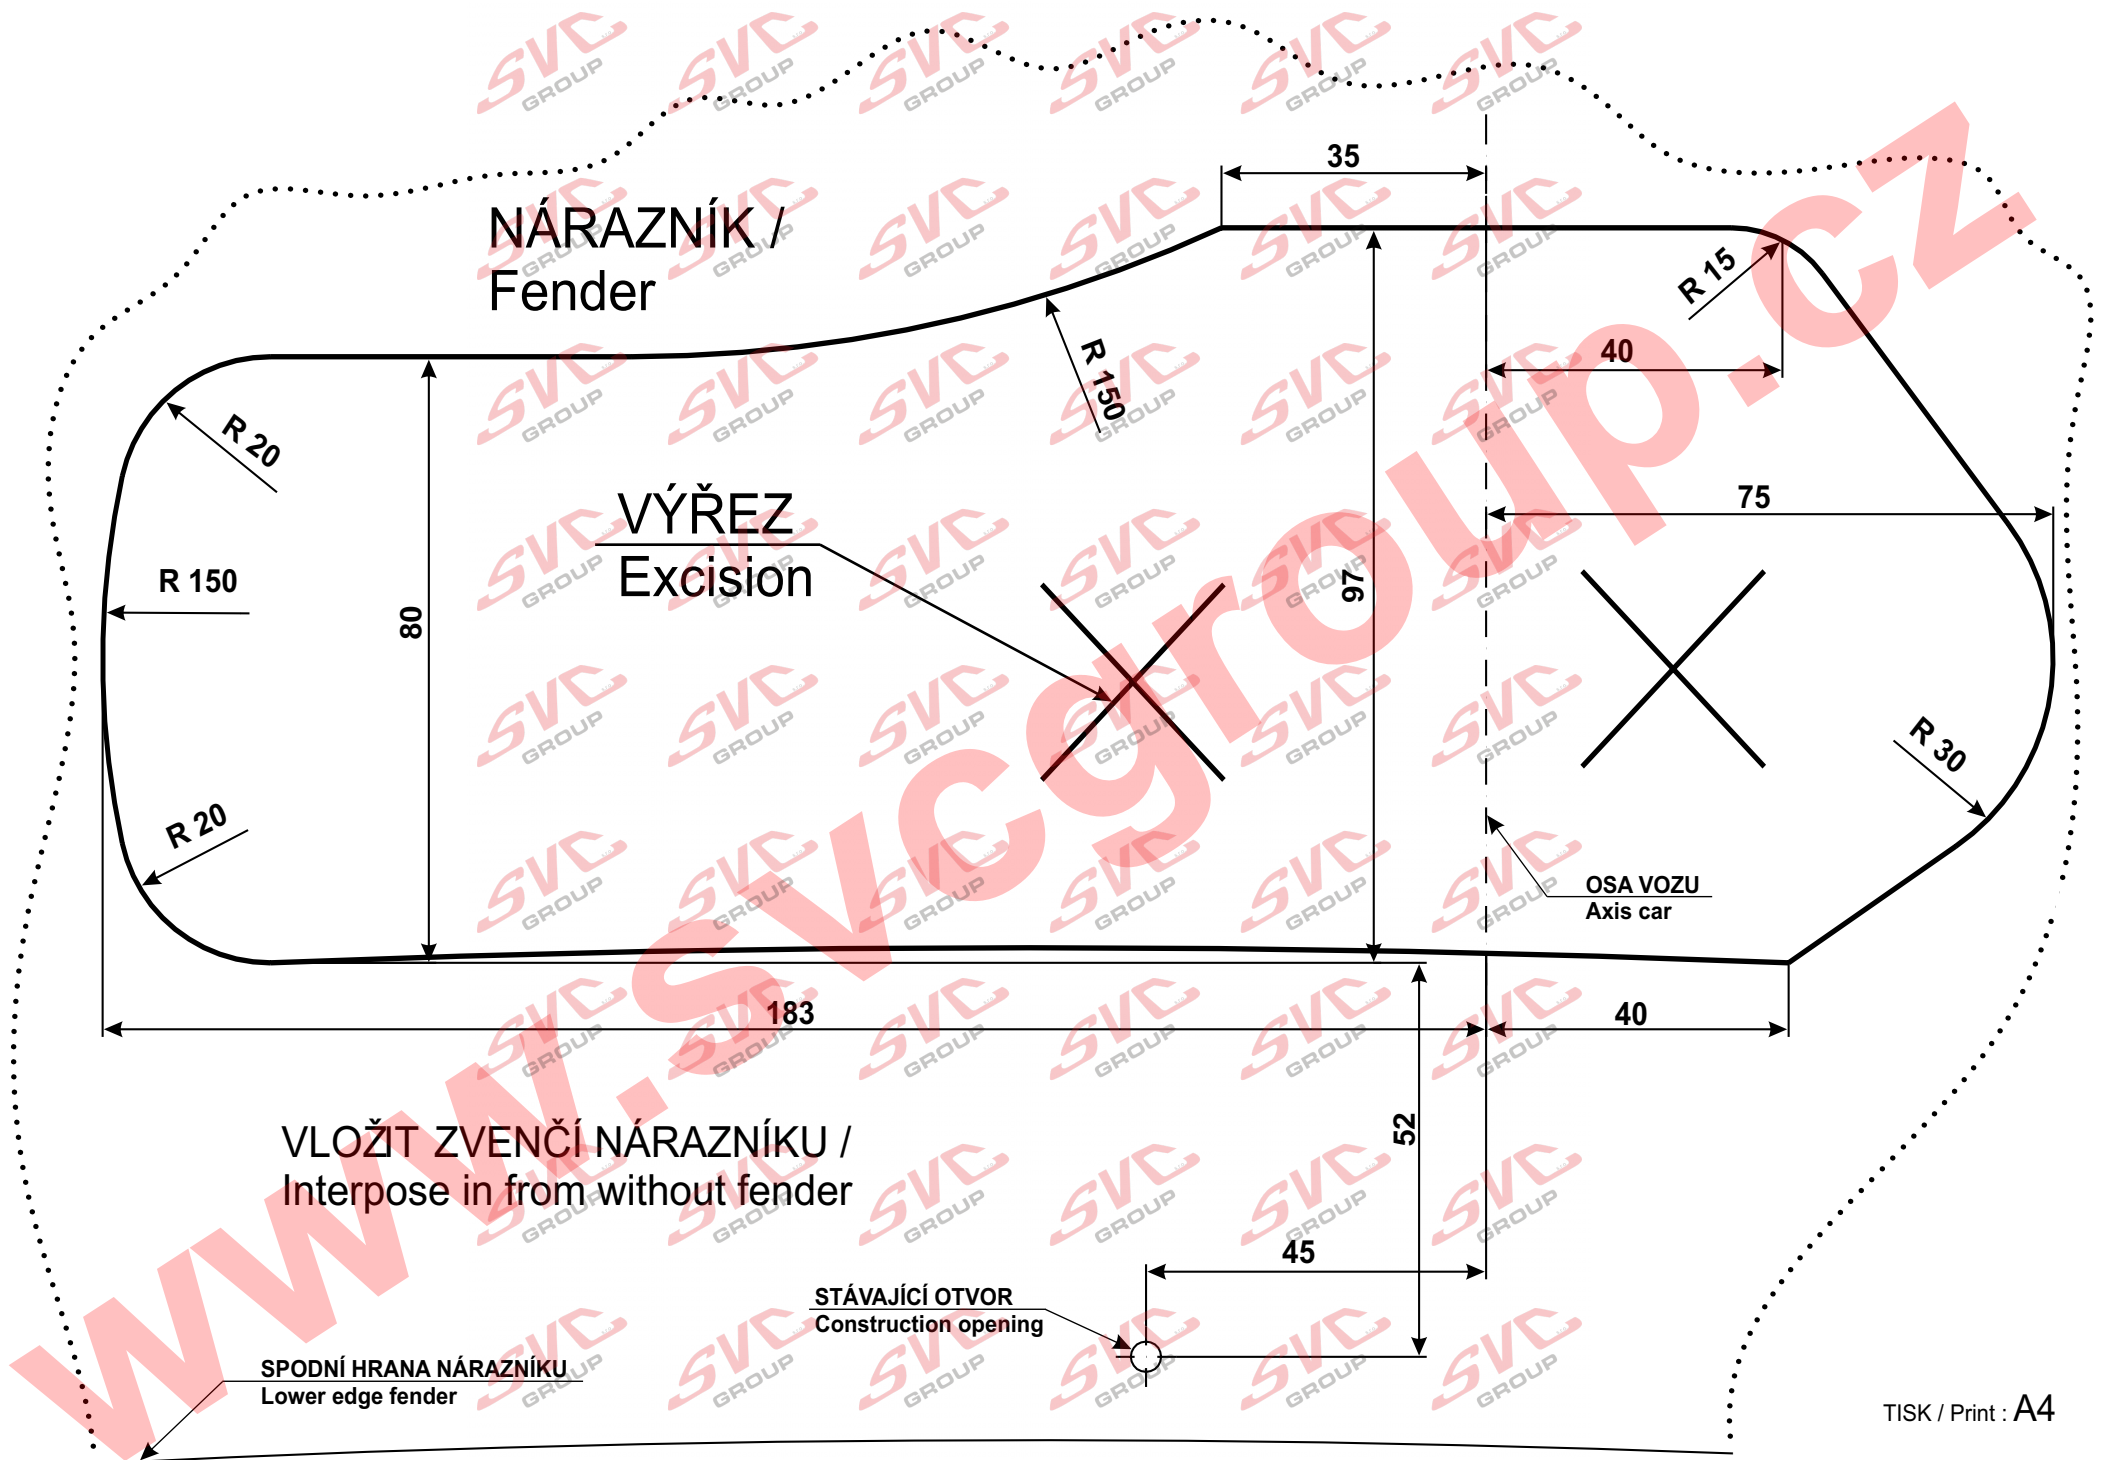 NÁRAZNÍK /
Fender
35
R 15
40
R 150
R 20
VÝŘEZ
Excision
75
R 150
80
97
R 30
R 20
OSA VOZU
Axis car
183
40
52
VLOŽIT ZVENČÍ NÁRAZNÍKU /
Interpose in from without fender
45
STÁVAJÍCÍ OTVOR
Construction opening
SPODNÍ HRANA NÁRAZNÍKU
Lower edge fender
TISK / Print : A4
www.svcgroup.cz
SVC GROUP